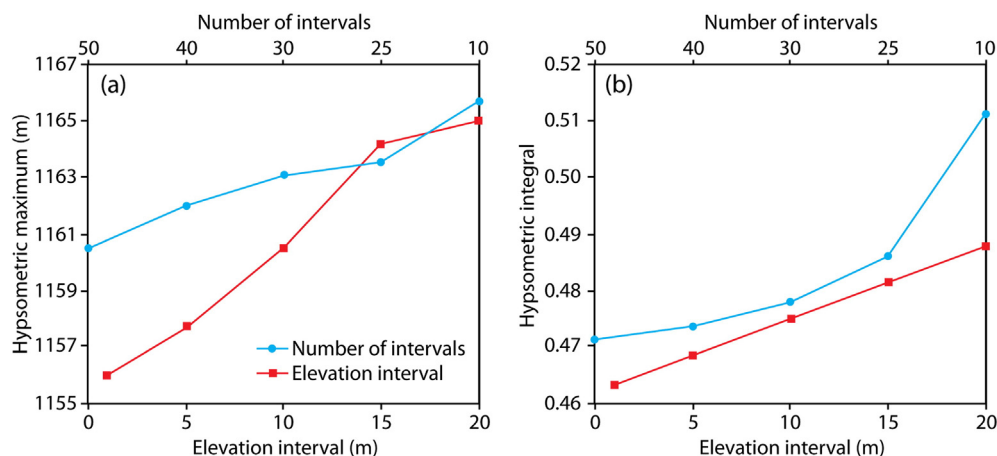 Number of intervals
50 40 30 25 10
1167
1165
1163
1161
1159
1157
1155
Hypsometric maximum (m)
(a)
Number of intervals
Elevation interval
0 5 10 15 20
Elevation interval (m)
Number of intervals
50 40 30 25 10
0.52
0.51
0.50
0.49
0.48
0.47
0.46
Hypsometric integral
(b)
0 5 10 15 20
Elevation interval (m)